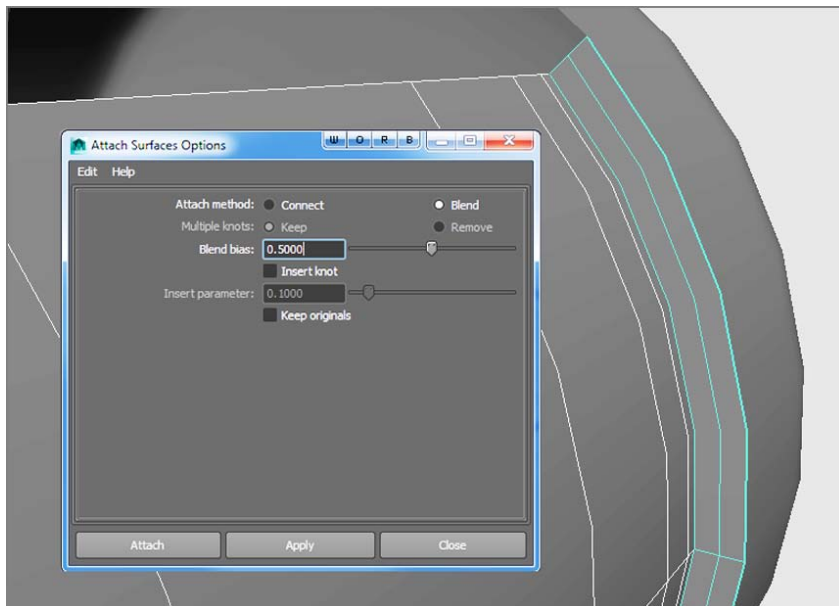 Attach Surfaces Options
W O R B
Edit Help
Attach method: Connect Blend
Multiple knots: Keep Remove
Blend bias: 0.5000
Insert knot
Insert parameter: 0.1000
Keep originals
Attach Apply Close